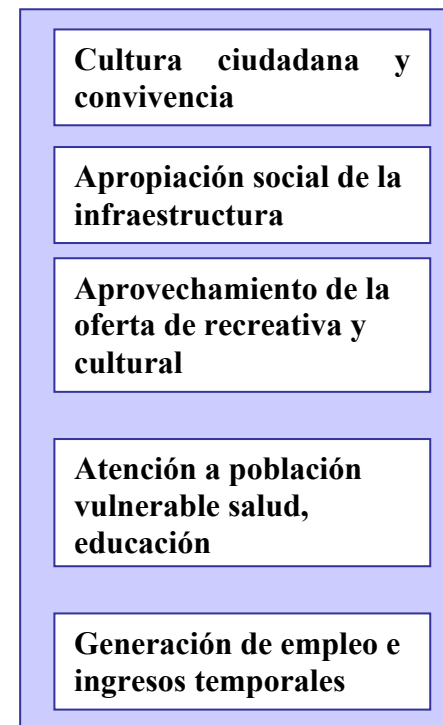 Cultura ciudadana y
convivencia
Apropiación social de la
infraestructura
Aprovechamiento de la
oferta de recreativa y
cultural
Atención a población
vulnerable salud,
educación
Generación de empleo e
ingresos temporales